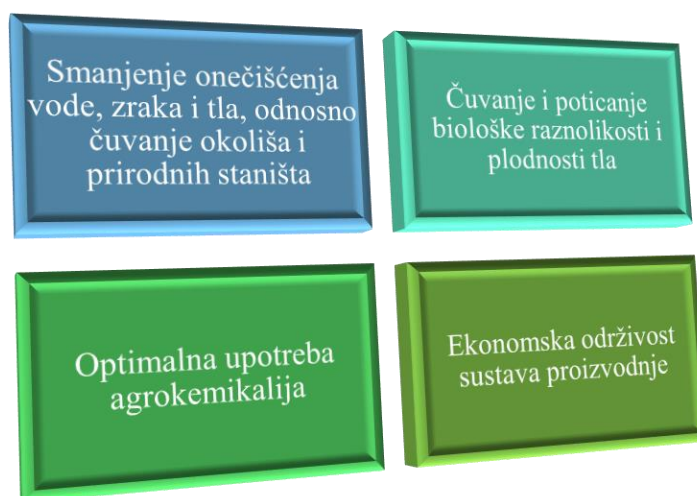 Smanjenje onečišćenja
vode, zraka i tla, odnosno
čuvanje okoliša i
prirodnih staništa
Čuvanje i poticanje
biološke raznolikosti i
plodnosti tla
Optimalna upotreba
agrokemikalija
Ekonomska održivost
sustava proizvodnje